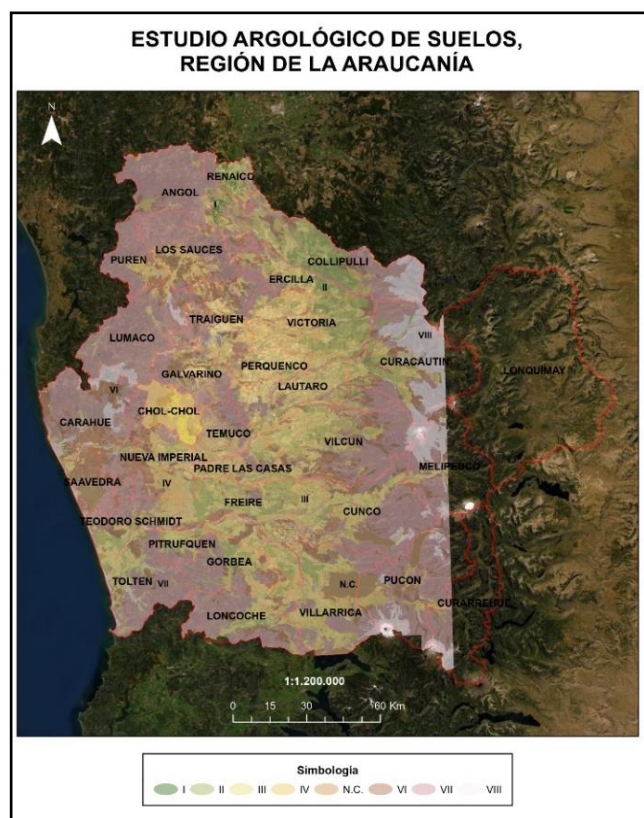 ESTUDIO ARGOLÓGICO DE SUELOS,
REGIÓN DE LA ARAUCANÍA
N
RENAICO
ANGOL
I
LOS SAUCES
PUREN
COLLIPULLI
ERCILLA
II
TRAIGUEN
VICTORIA
LUMACO
VIII
CURACAUTIN
LONQUIMAY
PERQUENCO
GALVARINO
LAUTARO
VI
CHOL-CHOL
CARAHUE
TEMUCO
VILCUN
NUEVA IMPERIAL
PADRE LAS CASAS
MELIPEUCO
SAAVEDRA
IV
FREIRE
III
CUNCO
TEODORO SCHMIDT
PITRUFQUEN
GORBEA
TOLTEN
VII
N.C.
PUCON
LONCOCHE
VILLARRICA
CURARREHUE
1:1.200.000
0 15 30 60 Km
Simbología
I II III IV N.C. VI VII VIII